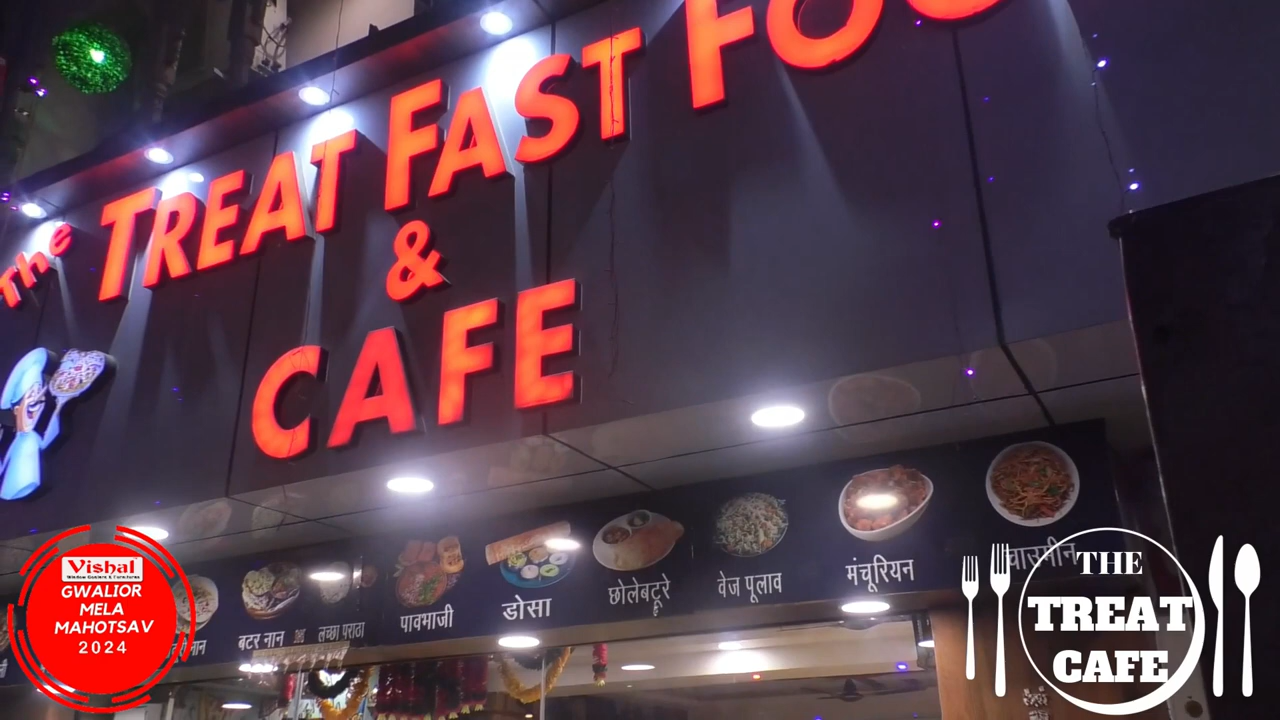 The TREAT FAST FOO
&
CAFE
बटर नान
लच्छा पराठा
पावभाजी
डोसा
छोलेबटूरे
वेज पूलाव
मंचूरियन
Vishal
GWALIOR
MELA
MAHOTSAV
2024
THE
TREAT
CAFE